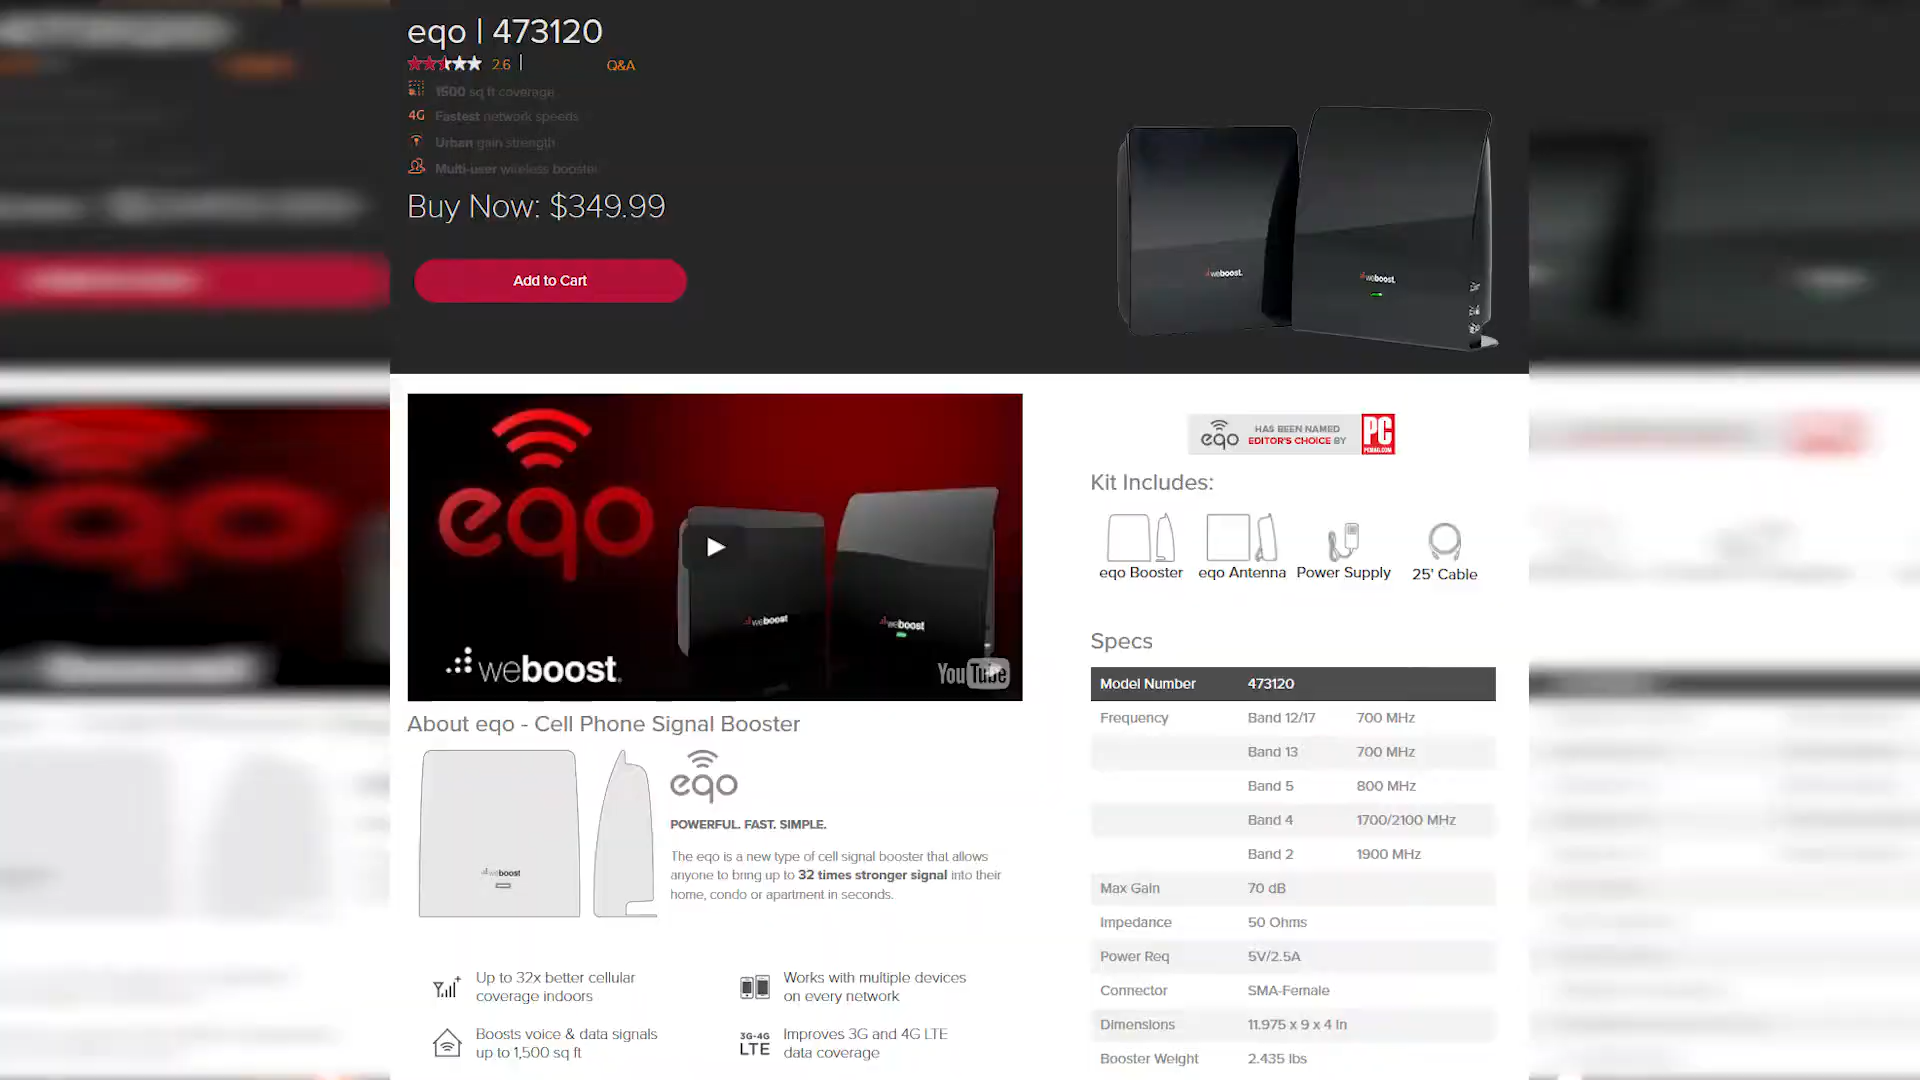 eqo | 473120
2.6 |
Q&A
1500 sq ft coverage
4G Fastest network speeds
Urban gain strength
Multi-user wireless booster
Buy Now: $349.99
Add to Cart
weboost.
weboost.
eqo
weboost
weboost
weboost.
YouTube
eqo HAS BEEN NAMED
EDITOR'S CHOICE BY
PC
PCMAG.COM
Kit Includes:
eqo Booster
eqo Antenna
Power Supply
25' Cable
About eqo - Cell Phone Signal Booster
weboost
eqo
POWERFUL. FAST. SIMPLE.
The eqo is a new type of cell signal booster that allows
anyone to bring up to 32 times stronger signal into their
home, condo or apartment in seconds.
Up to 32x better cellular
coverage indoors
Works with multiple devices
on every network
Boosts voice & data signals
up to 1,500 sq ft
3G-4G
LTE
Improves 3G and 4G LTE
data coverage
Specs
Model Number 473120
Frequency Band 12/17 700 MHz
Band 13 700 MHz
Band 5 800 MHz
Band 4 1700/2100 MHz
Band 2 1900 MHz
Max Gain 70 dB
Impedance 50 Ohms
Power Req 5V/2.5A
Connector SMA-Female
Dimensions 11.975 x 9 x 4 in
Booster Weight 2.435 lbs